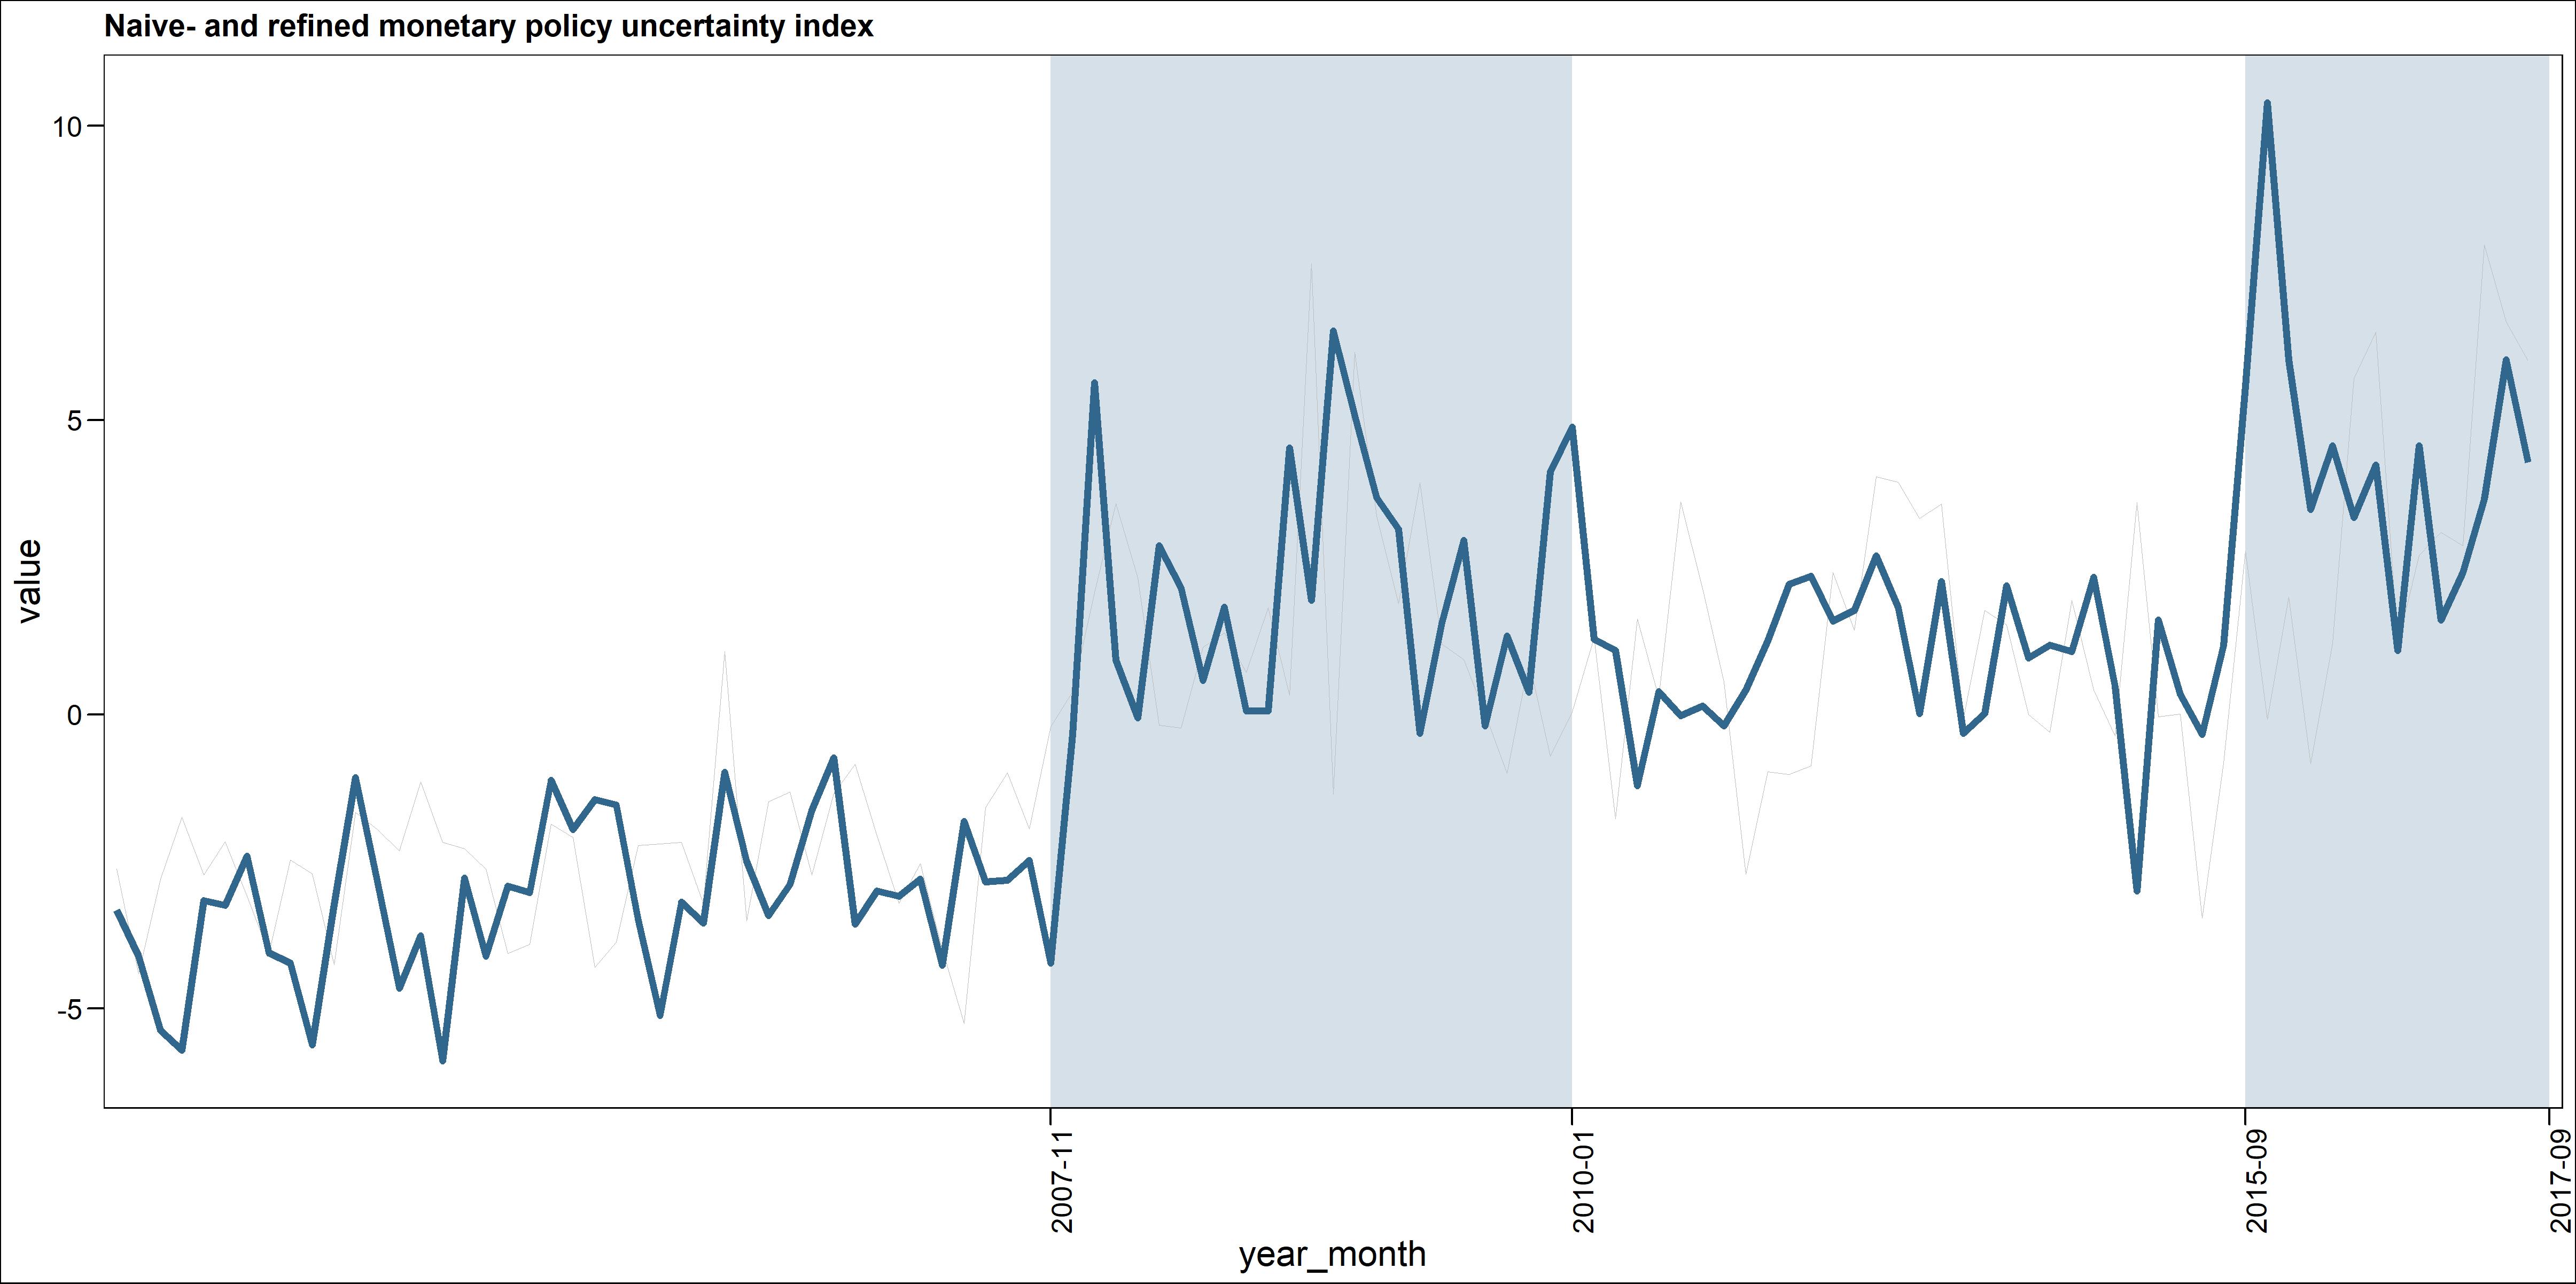 Naive- and refined monetary policy uncertainty index
10
5
0
-5
value
2007-11
2010-01
2015-09
2017-09
year_month